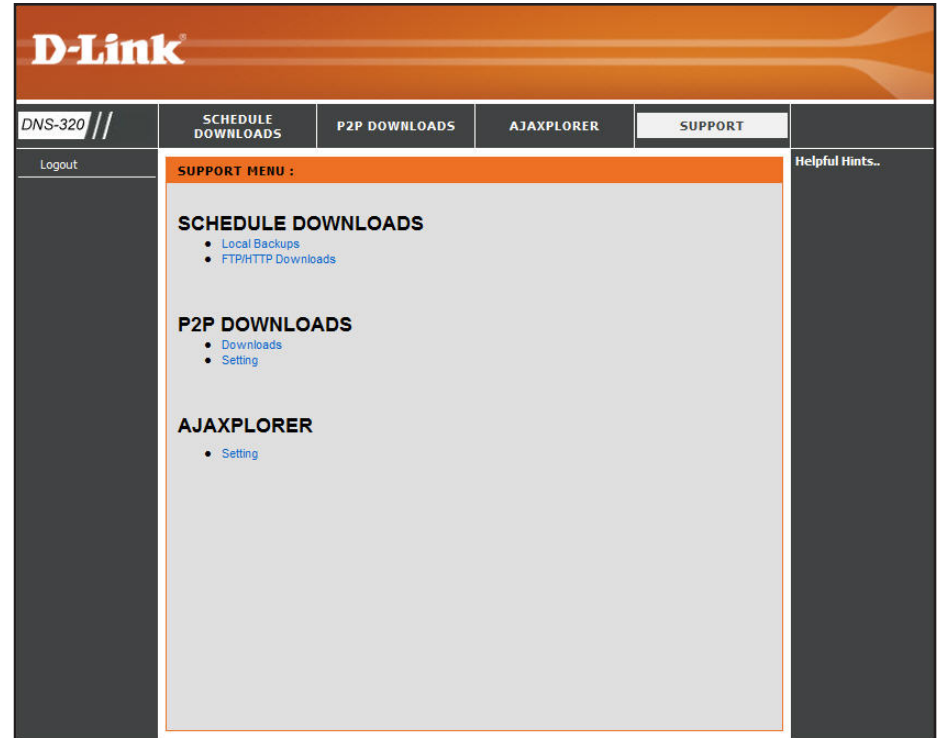 D-Link®
DNS-320 //
SCHEDULE
DOWNLOADS
P2P DOWNLOADS
AJAXPLORER
SUPPORT
Logout
SUPPORT MENU :
Helpful Hints..
SCHEDULE DOWNLOADS
• Local Backups
• FTP/HTTP Downloads
P2P DOWNLOADS
• Downloads
• Setting
AJAXPLORER
• Setting